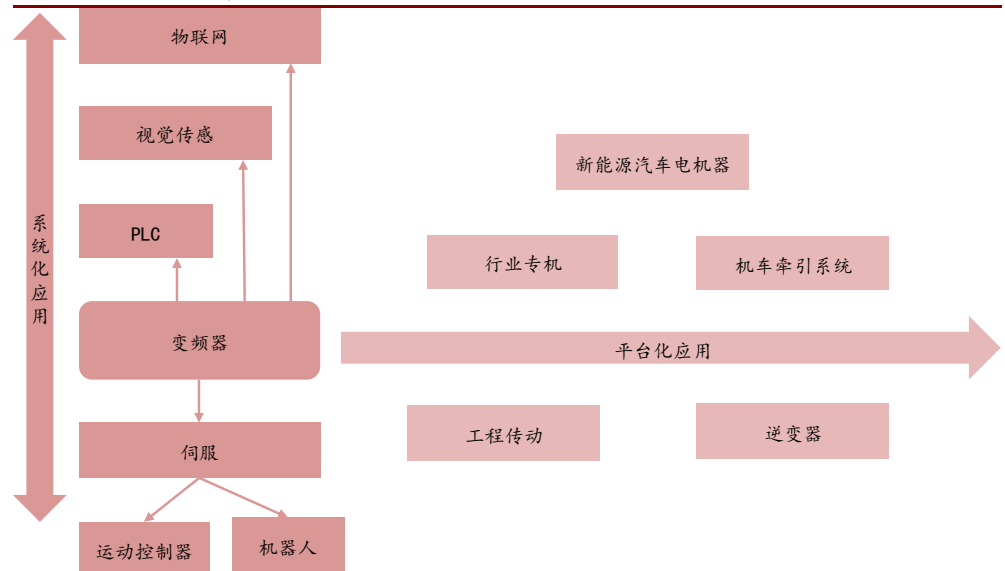 物联网
视觉传感
新能源汽车电机器
PLC
行业专机
机车牵引系统
系统化应用
变频器
平台化应用
工程传动
逆变器
伺服
运动控制器
机器人